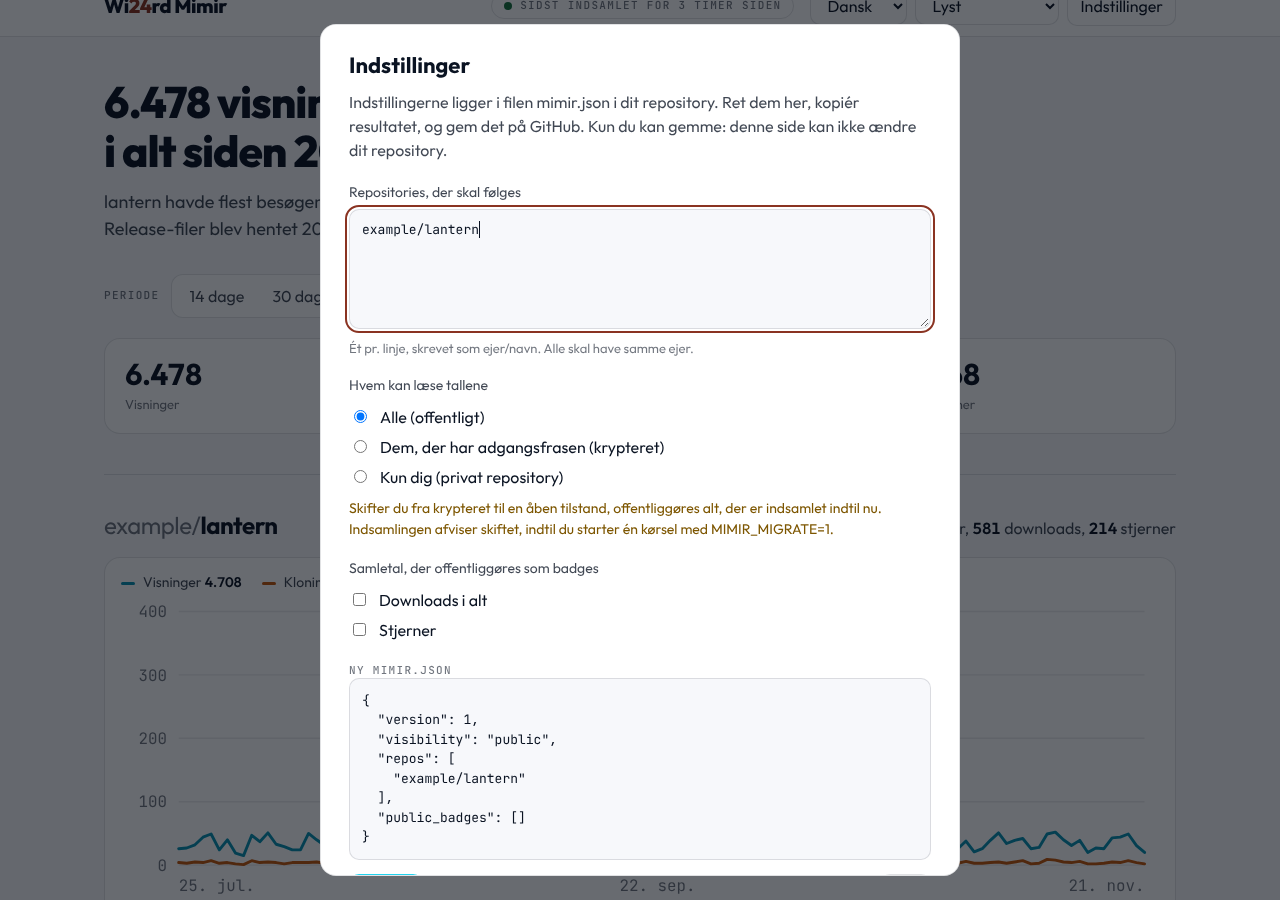 Wi24rd Mimir
SIDST INDSAMLET FOR 3 TIMER SIDEN
Dansk
Lyst
Indstillinger
6.478
i alt siden
lantern havde flest
Release-filer blev hentet
PERIODE
14 dage
30
6.478
Visninger
example/lantern
581 downloads, 214 stjerner
Visninger 4.708
400
300
200
100
0
25. jul.
22. sep.
21. nov.
Indstillinger
Indstillingerne ligger i filen mimir.json i dit repository. Ret dem her, kopiér
resultatet, og gem det på GitHub. Kun du kan gemme: denne side kan ikke ændre
dit repository.
Repositories, der skal følges
example/lantern
Ét pr. linje, skrevet som ejer/navn. Alle skal have samme ejer.
Hvem kan læse tallene
Alle (offentligt)
Dem, der har adgangsfrasen (krypteret)
Kun dig (privat repository)
Skifter du fra krypteret til en åben tilstand, offentliggøres alt, der er indsamlet indtil nu.
Indsamlingen afviser skiftet, indtil du starter én kørsel med MIMIR_MIGRATE=1.
Samletal, der offentliggøres som badges
Downloads i alt
Stjerner
NY MIMIR.JSON
{
"version": 1,
"visibility": "public",
"repos": [
"example/lantern"
],
"public_badges": []
}